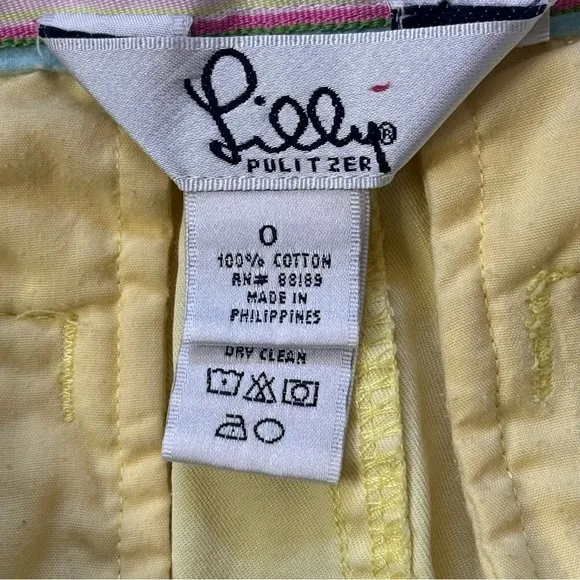 Lilly®
PULITZER
0
100% COTTON
RN# 88189
MADE IN
PHILIPPINES
DRY CLEAN